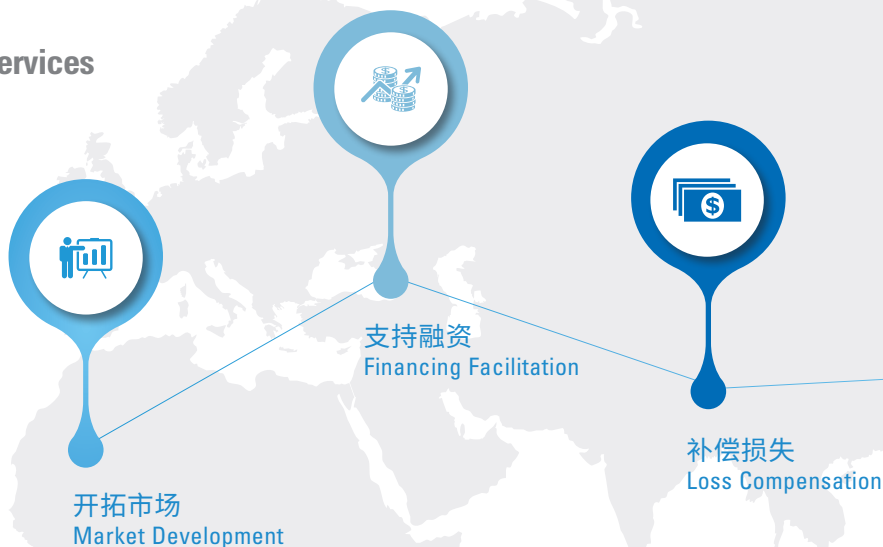 ervices
支持融资
Financing Facilitation
补偿损失
Loss Compensation
开拓市场
Market Development